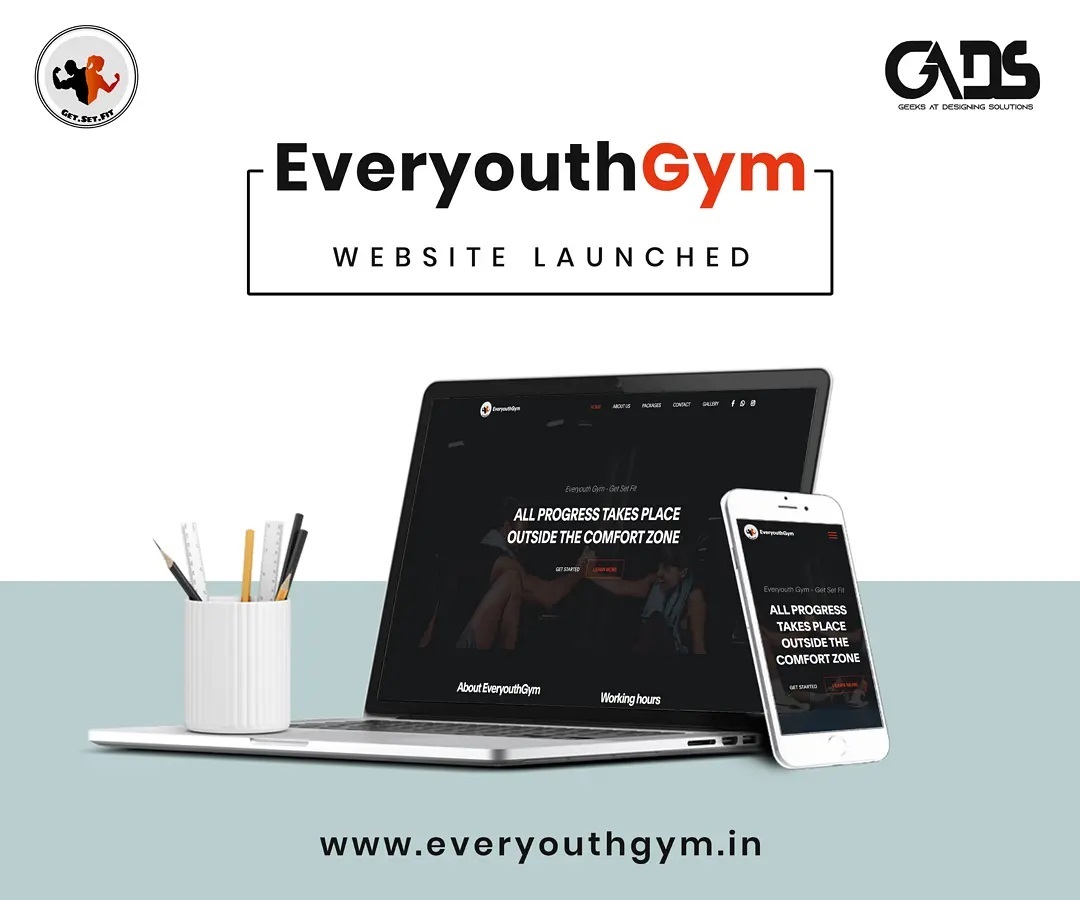 GET.SET.FIT
GADS
GEEKS AT DESIGNING SOLUTIONS
EveryouthGym
WEBSITE LAUNCHED
EveryouthGym
HOME ABOUT US PACKAGES CONTACT GALLERY
Everyouth Gym - Get Set Fit
ALL PROGRESS TAKES PLACE
OUTSIDE THE COMFORT ZONE
GET STARTED LEARN MORE
About EveryouthGym
Working hours
EveryouthGym
Everyouth Gym - Get Set Fit
ALL PROGRESS
TAKES PLACE
OUTSIDE THE
COMFORT ZONE
GET STARTED LEARN MORE
www.everyouthgym.in